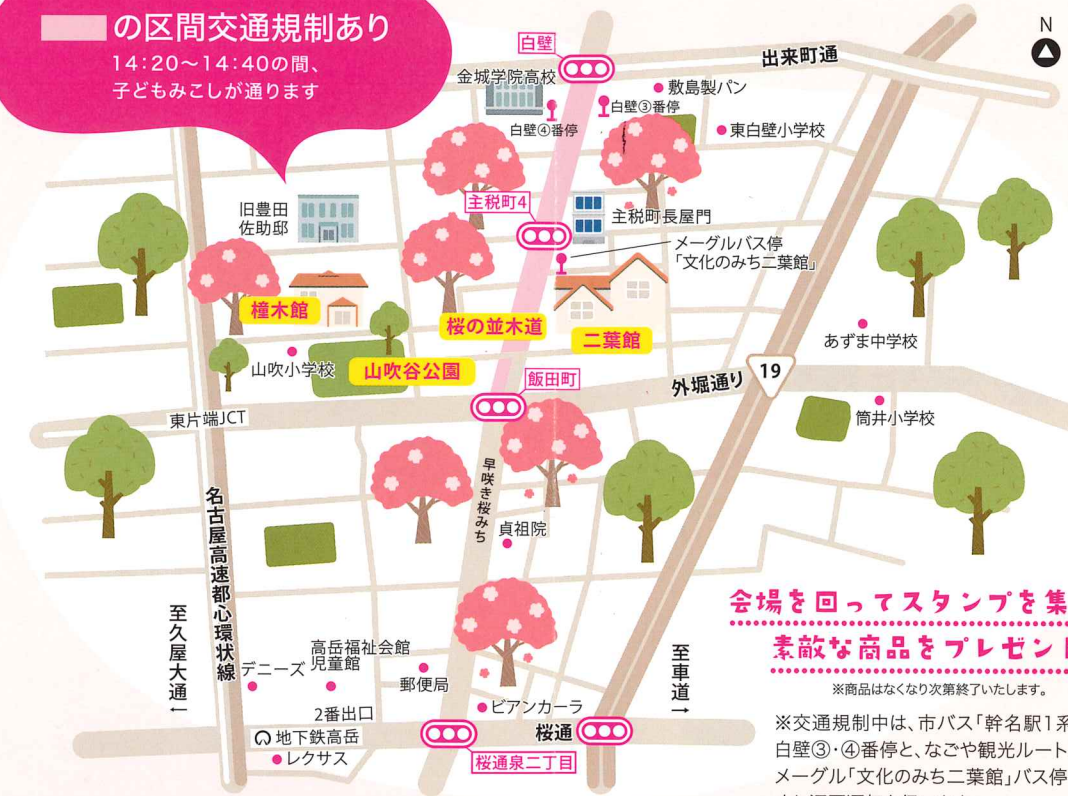 の区間交通規制あり
14:20〜14:40の間、
子どもみこしが通ります
N
白壁
出来町通
金城学院高校
敷島製パン
白壁③番停
白壁④番停
東白壁小学校
旧豊田
佐助邸
主税町4
主税町長屋門
メーグルバス停
「文化のみち二葉館」
橦木館
桜の並木道
二葉館
あずま中学校
山吹小学校
山吹谷公園
飯田町
外堀通り
19
東片端JCT
筒井小学校
早咲き桜みち
名古屋高速都心環状線
貞祖院
会場を回ってスタンプを集
素敵な商品をプレゼント
※商品はなくなり次第終了いたします。
至久屋大通→
高岳福祉会館
児童館
デニーズ
郵便局
至車道→
2番出口
ビアンカーラ
地下鉄高岳
桜通
レクサス
桜通泉二丁目
※交通規制中は、市バス「幹名駅1系
白壁③・④番停と、なごや観光ルート
メーグル「文化のみち二葉館」バス停